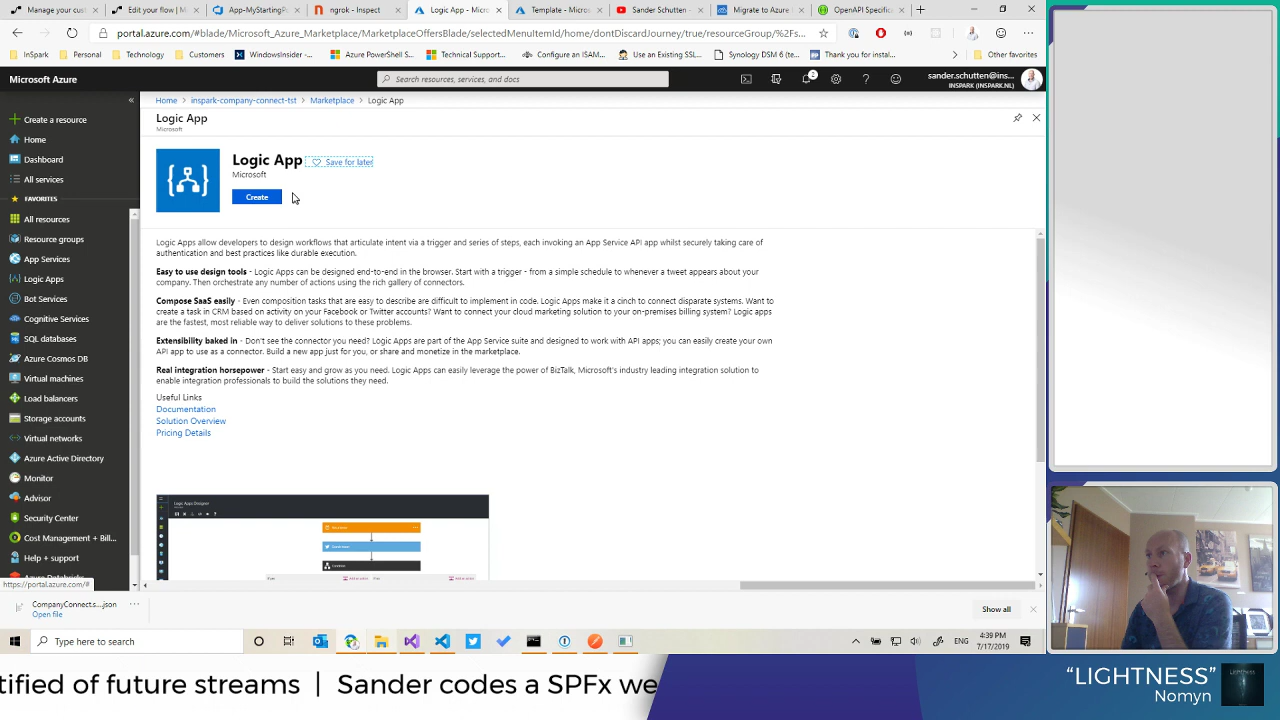 Manage your custo
Edit your flow | Mi
App-MyStartingPoi
ngrok - Inspect
Logic App - Micros
Template - Microso
Sander Schutten -
Migrate to Azure R
OpenAPI Specificat
portal.azure.com/#blade/Microsoft_Azure_Marketplace/MarketplaceOffersBlade/selectedMenuItemId/home/dontDiscardJourney/true/resourceGroup/%2Fs...
InSpark
Personal
Technology
Customers
Microsoft Intranet
Azure PowerShell S...
Technical Support...
Configure an ISAM...
Use an Existing SSL...
Synology DSM 6 (te...
Thank you for instal...
Other favorites
Microsoft Azure
Search resources, services, and docs
sander.schutten@ins...
INSPARK (INSPARK.NL)
Create a resource
Home
Dashboard
All services
FAVORITES
All resources
Resource groups
App Services
Logic Apps
Bot Services
Cognitive Services
SQL databases
Azure Cosmos DB
Virtual machines
Load balancers
Storage accounts
Virtual networks
Azure Active Directory
Monitor
Advisor
Security Center
Cost Management + Bill...
Help + support
https://portal.azure.com/#
Home > inspark-company-connect-tst > Marketplace > Logic App
Logic App
Microsoft
Logic App
Save for later
Microsoft
Create
Logic Apps allow developers to design workflows that articulate intent via a trigger and series of steps, each invoking an App Service API app whilst securely taking care of
authentication and best practices like durable execution.
Easy to use design tools - Logic Apps can be designed end-to-end in the browser. Start with a trigger - from a simple schedule to whenever a tweet appears about your
company. Then orchestrate any number of actions using the rich gallery of connectors.
Compose SaaS easily - Even composition tasks that are easy to describe are difficult to implement in code. Logic Apps make it a cinch to connect disparate systems. Want to
create a task in CRM based on activity on your Facebook or Twitter accounts? Want to connect your cloud marketing solution to your on-premises billing system? Logic apps
are the fastest, most reliable way to deliver solutions to these problems.
Extensibility baked in - Don't see the connector you need? Logic Apps are part of the App Service suite and designed to work with API apps; you can easily create your own
API app to use as a connector. Build a new app just for you, or share and monetize in the marketplace.
Real integration horsepower - Start easy and grow as you need. Logic Apps can easily leverage the power of BizTalk, Microsoft's industry leading integration solution to
enable integration professionals to build the solutions they need.
Useful Links
Documentation
Solution Overview
Pricing Details
Logic Apps Designer
CompanyConnect.s....json
Open file
Show all
Type here to search
ENG
4:39 PM
7/17/2019
tified of future streams | Sander codes a SPFx we
"LIGHTNESS"
Nomyn